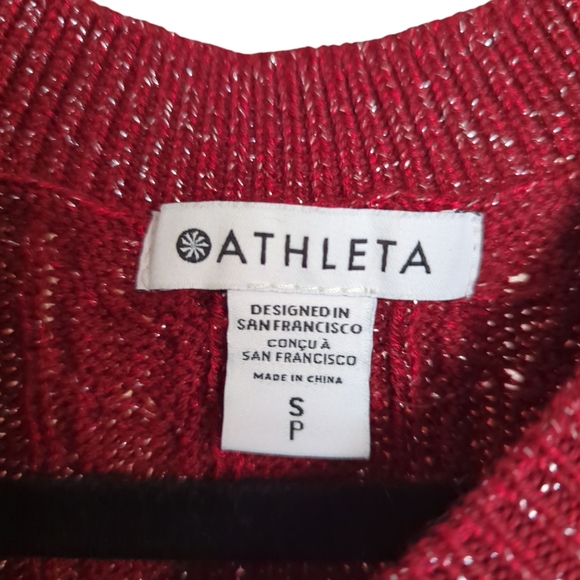 ATHLETA
DESIGNED IN
SAN FRANCISCO
CONÇU À
SAN FRANCISCO
MADE IN CHINA
S
P